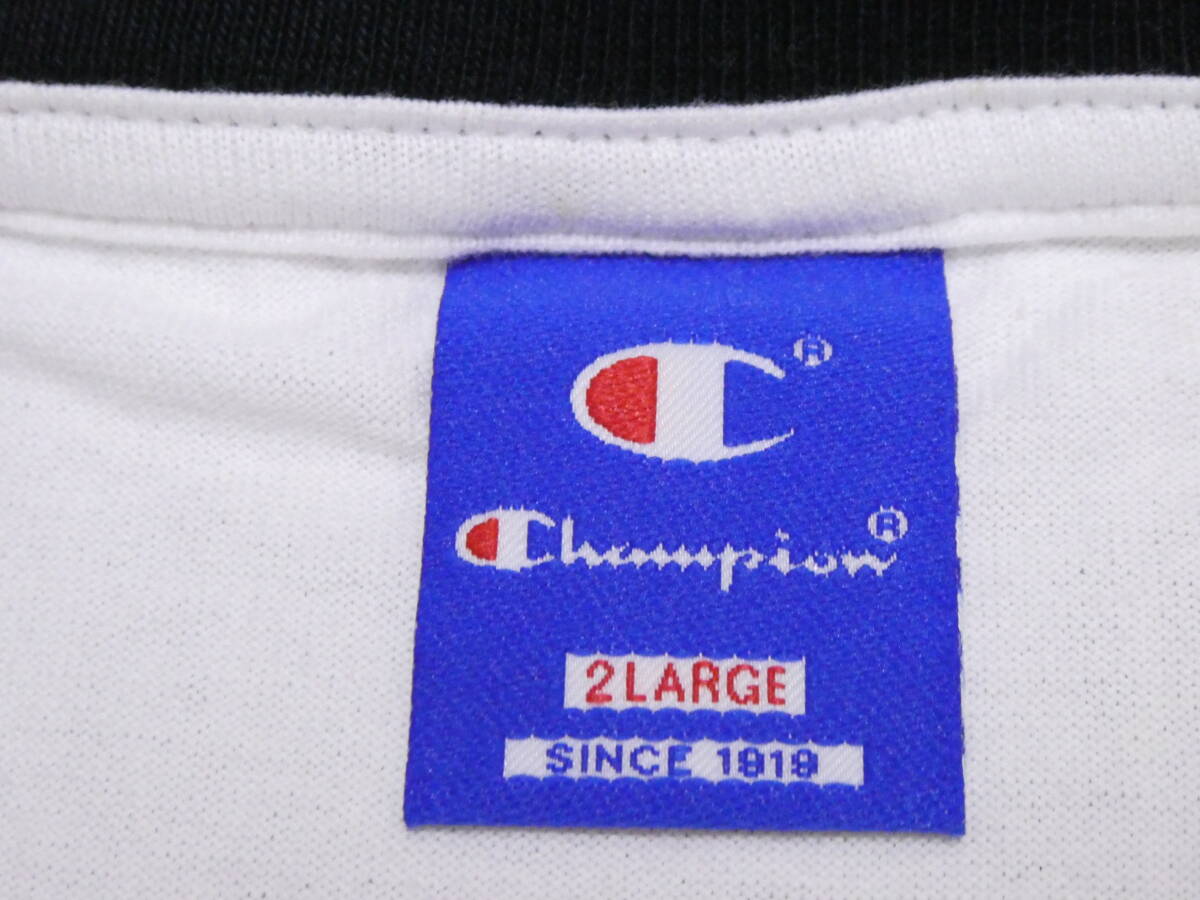 C®
Champion®
2LARGE
SINCE 1919